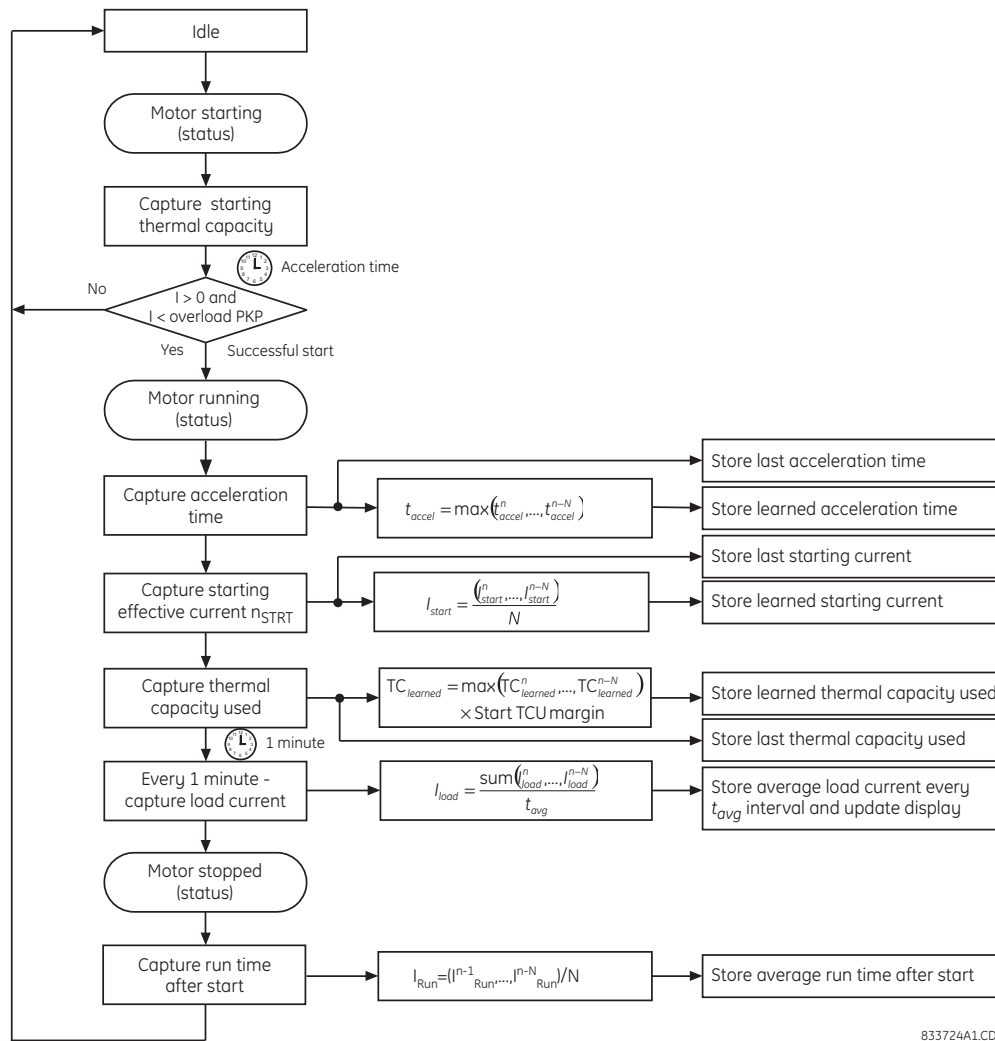 Idle
Motor starting
(status)
Capture starting
thermal capacity
Acceleration time
No
I > 0 and
I < overload PKP
Yes
Successful start
Motor running
(status)
Capture acceleration
time
t_accel = max(t^n_accel,...,t^n–N_accel)
Store last acceleration time
Store learned acceleration time
Capture starting
effective current n_STRT
I_start = (I^n_start,...,I^n–N_start) / N
Store last starting current
Store learned starting current
Capture thermal
capacity used
TC_learned = max(TC^n_learned,...,TC^n–N_learned)
× Start TCU margin
Store learned thermal capacity used
Store last thermal capacity used
1 minute
Every 1 minute -
capture load current
I_load = sum(I^n_load,...,I^n–N_load) / t_avg
Store average load current every
t_avg interval and update display
Motor stopped
(status)
Capture run time
after start
I_Run=(I^n-1_Run,...,I^n-N_Run)/N
Store average run time after start
833724A1.CD